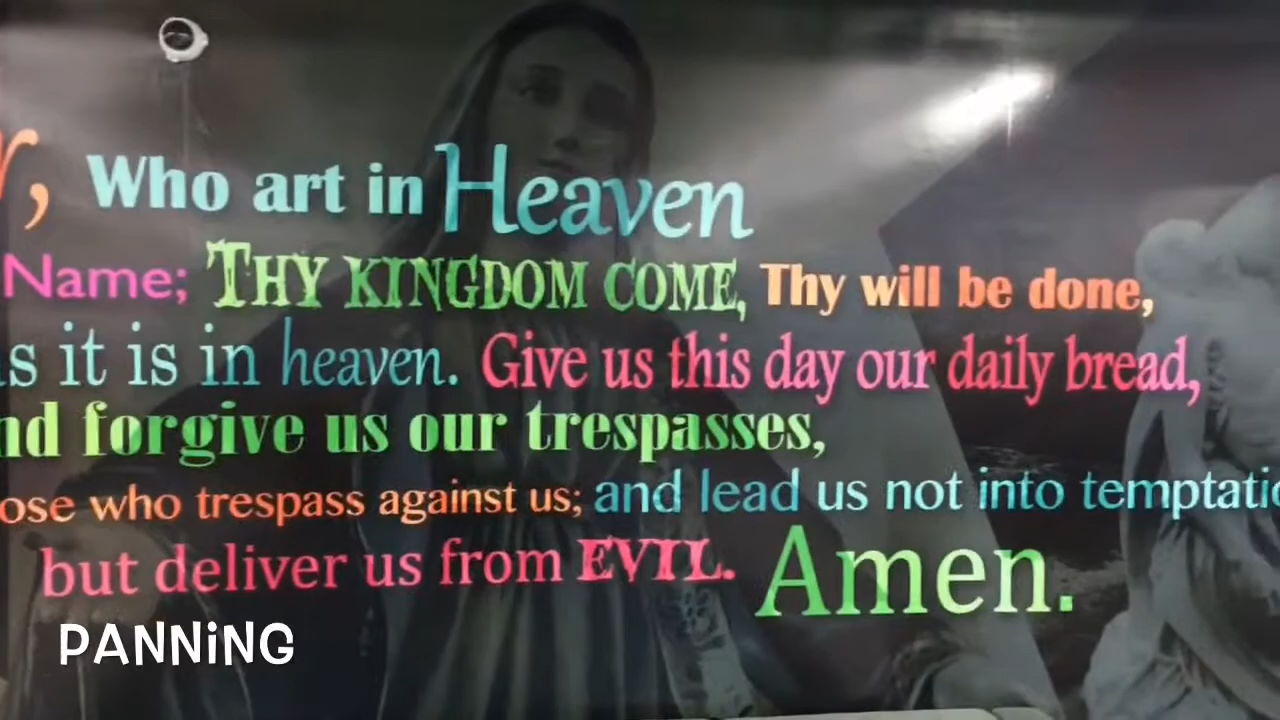 r, Who art in Heaven
Name; THY KINGDOM COME, Thy will be done,
s it is in heaven. Give us this day our daily bread,
nd forgive us our trespasses,
ose who trespass against us; and lead us not into temptatio
but deliver us from EVIL. Amen.
PANNiNG